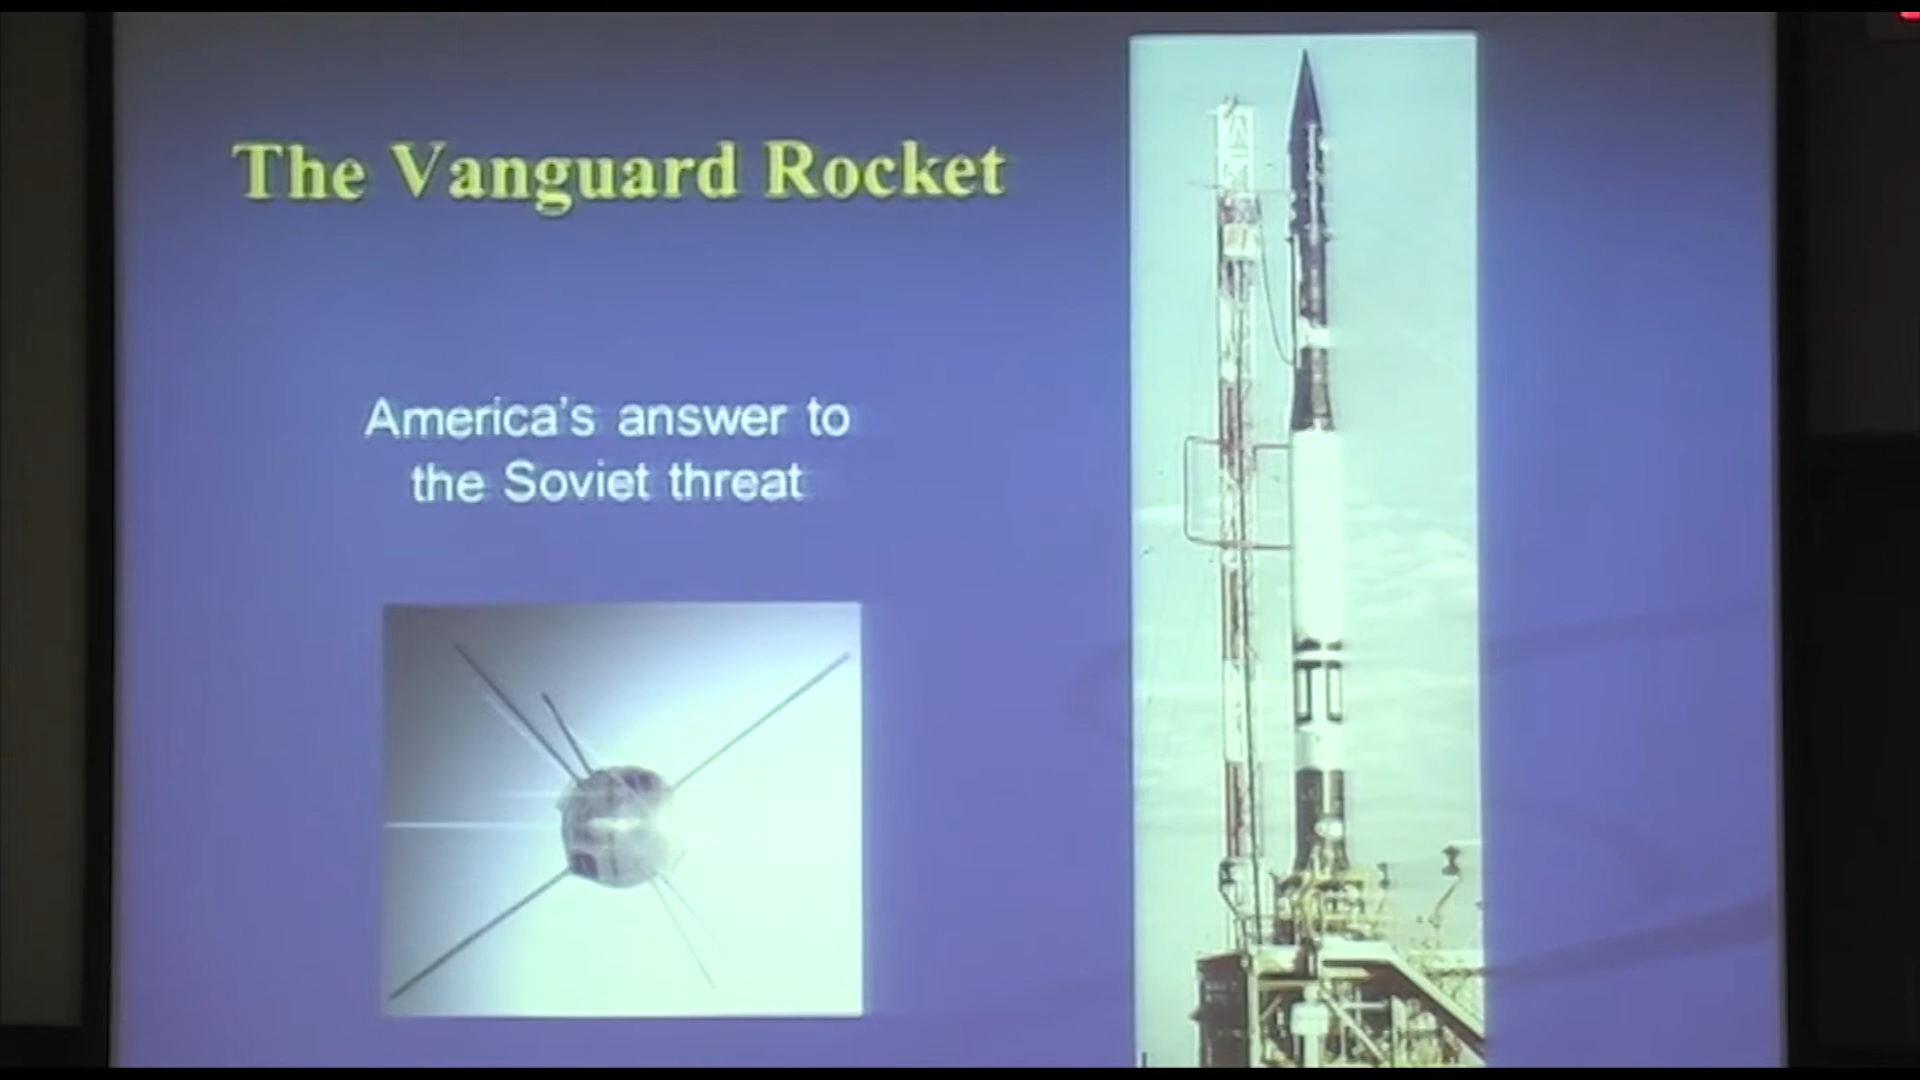 The Vanguard Rocket
America's answer to
the Soviet threat